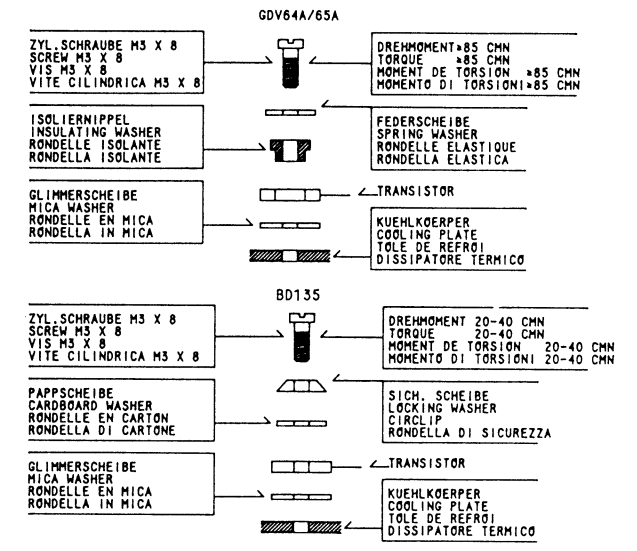 GDV64A/65A
ZYL.SCHRAUBE M3 X 8
SCREW M3 X 8
VIS M3 X 8
VITE CILINDRICA M3 X 8
DREHMOMENT≥85 CMN
TORQUE ≥85 CMN
MOMENT DE TORSION ≥85 CMN
MOMENTO DI TORSIONI≥85 CMN
ISOLIERNIPPEL
INSULATING WASHER
RONDELLE ISOLANTE
RONDELLA ISOLANTE
FEDERSCHEIBE
SPRING WASHER
RONDELLE ELASTIQUE
RONDELLA ELASTICA
GLIMMERSCHEIBE
MICA WASHER
RONDELLE EN MICA
RONDELLA IN MICA
TRANSISTOR
KUEHLKOERPER
COOLING PLATE
TOLE DE REFROI
DISSIPATORE TERMICO
BD135
ZYL.SCHRAUBE M3 X 8
SCREW M3 X 8
VIS M3 X 8
VITE CILINDRICA M3 X 8
DREHMOMENT 20-40 CMN
TORQUE 20-40 CMN
MOMENT DE TORSION 20-40 CMN
MOMENTO DI TORSIONI 20-40 CMN
PAPPSCHEIBE
CARDBOARD WASHER
RONDELLE EN CARTON
RONDELLA DI CARTONE
SICH. SCHEIBE
LOCKING WASHER
CIRCLIP
RONDELLA DI SICUREZZA
GLIMMERSCHEIBE
MICA WASHER
RONDELLE EN MICA
RONDELLA IN MICA
TRANSISTOR
KUEHLKOERPER
COOLING PLATE
TOLE DE REFROI
DISSIPATORE TERMICO